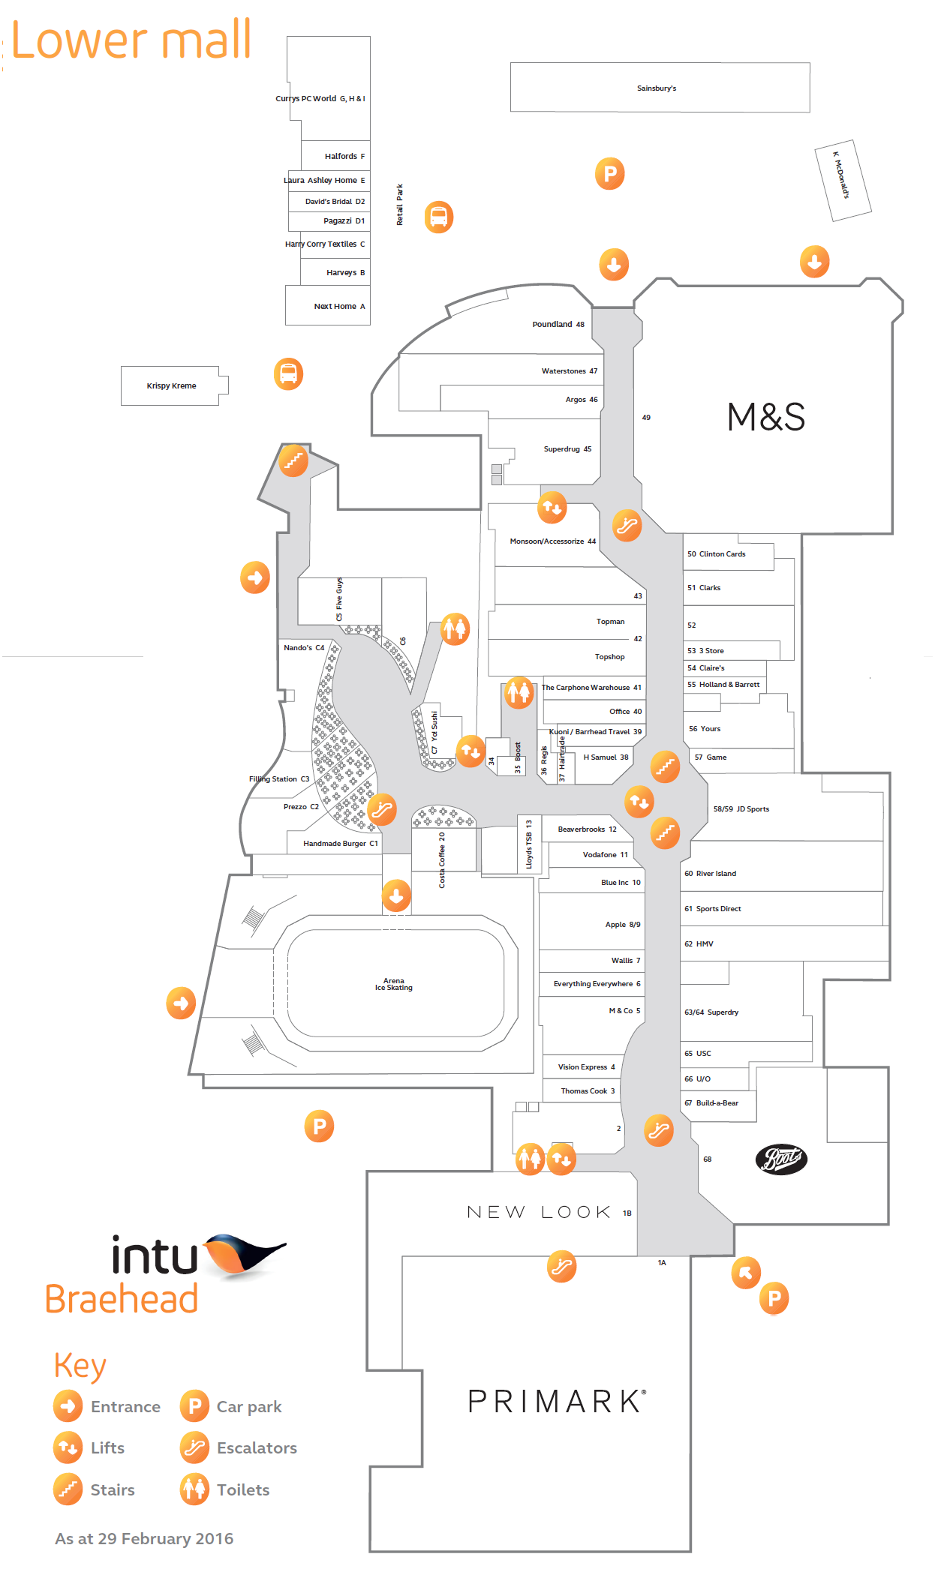 Lower mall
Currys PC World G, H & I
Halfords F
Laura Ashley Home E
David's Bridal D2
Pagazzi D1
Harry Corry Textiles C
Harveys B
Next Home A
Retail Park
Sainsbury's
P
K McDonald's
Krispy Kreme
Poundland 48
Waterstones 47
Argos 46
Superdrug 45
49
M&S
Monsoon/Accessorize 44
43
Topman
42
Topshop
The Carphone Warehouse 41
Office 40
Kuoni / Barrhead Travel 39
H Samuel 38
37 Hairtrade
36 Regis
35 Boost
34
50 Clinton Cards
51 Clarks
52
53 3 Store
54 Claire's
55 Holland & Barrett
56 Yours
57 Game
58/59 JD Sports
60 River Island
61 Sports Direct
62 HMV
63/64 Superdry
65 USC
66 U/O
67 Build-a-Bear
68
Boots
C5 Five Guys
C6
Nando's C4
C7 Yo! Sushi
Filling Station C3
Prezzo C2
Handmade Burger C1
Costa Coffee 20
Lloyds TSB 13
Beaverbrooks 12
Vodafone 11
Blue Inc 10
Apple 8/9
Wallis 7
Everything Everywhere 6
M & Co 5
Vision Express 4
Thomas Cook 3
2
Arena
Ice Skating
P
NEW LOOK 1B
1A
P
PRIMARK®
intu
Braehead
Key
Entrance
P Car park
Lifts
Escalators
Stairs
Toilets
As at 29 February 2016